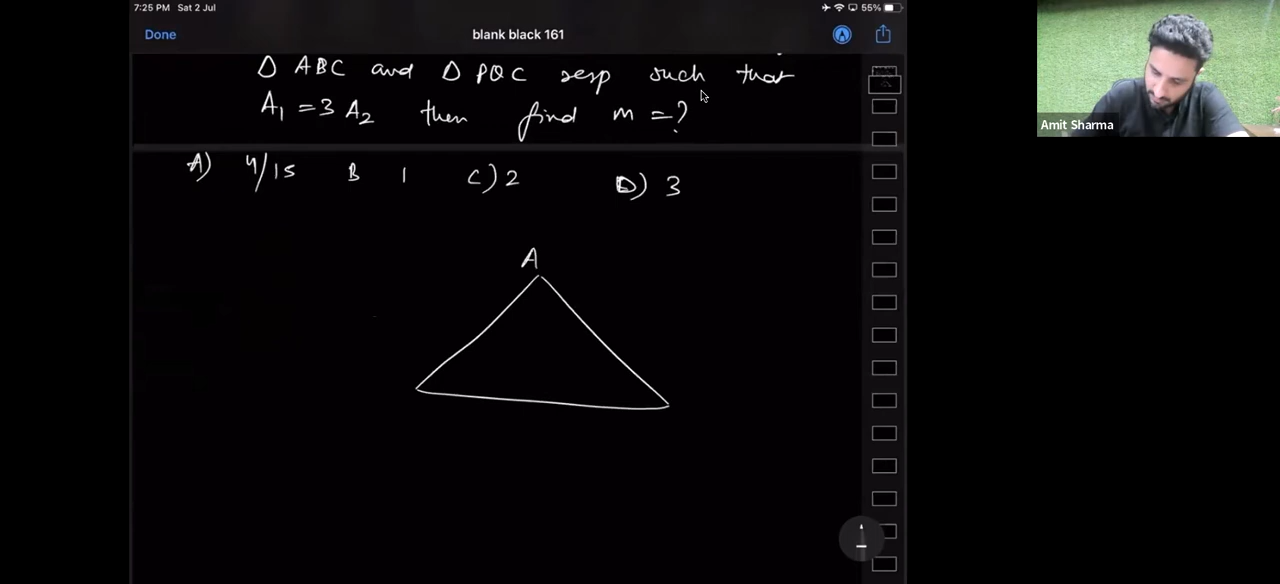 7:25 PM Sat 2 Jul
55%
Done
blank black 161
Δ ABC and Δ PQC resp such that
A₁ = 3 A₂ then find m = ?
A) 4/15 B 1 C) 2 D) 3
A
Amit Sharma